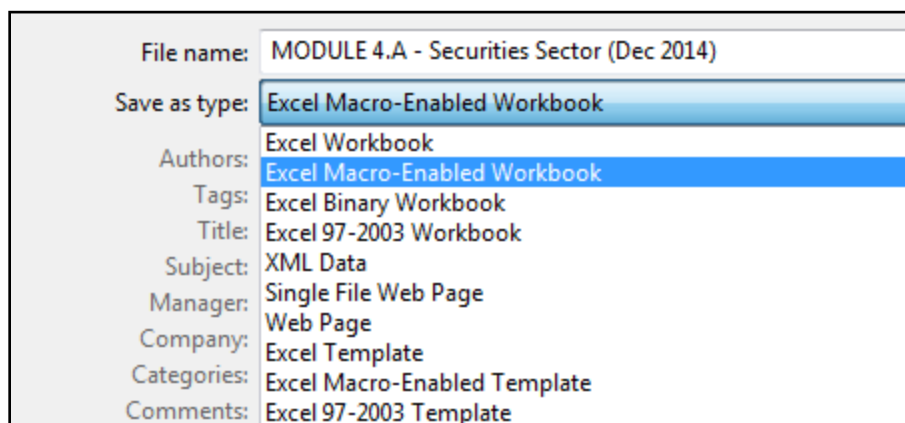 File name: MODULE 4.A - Securities Sector (Dec 2014)
Save as type: Excel Macro-Enabled Workbook
Excel Workbook
Authors: Excel Macro-Enabled Workbook
Tags: Excel Binary Workbook
Title: Excel 97-2003 Workbook
Subject: XML Data
Manager: Single File Web Page
Web Page
Company: Excel Template
Categories: Excel Macro-Enabled Template
Comments: Excel 97-2003 Template